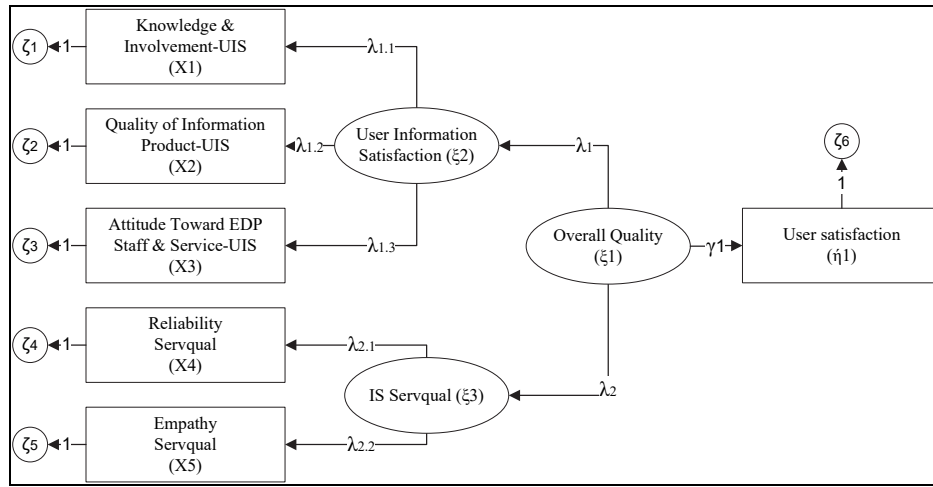 Knowledge &
Involvement-UIS
(X1)
ζ1
1
λ1.1
Quality of Information
Product-UIS
(X2)
ζ2
1
λ1.2
User Information
Satisfaction (ξ2)
λ1
ζ6
1
Attitude Toward EDP
Staff & Service-UIS
(X3)
ζ3
1
λ1.3
Overall Quality
(ξ1)
γ1
User satisfaction
(ή1)
Reliability
Servqual
(X4)
ζ4
1
λ2.1
IS Servqual (ξ3)
λ2
Empathy
Servqual
(X5)
ζ5
1
λ2.2